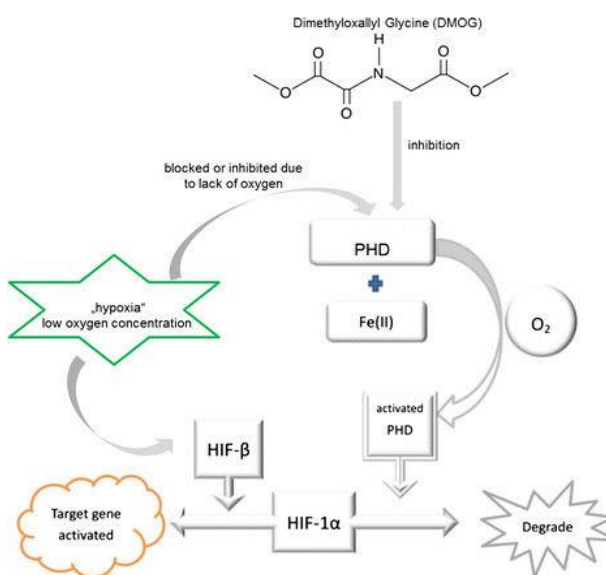 Dimethyloxallyl Glycine (DMOG)
H
O
N
O
O
O
O
inhibition
blocked or inhibited due
to lack of oxygen
PHD
Fe(II)
O₂
„hypoxia“
low oxygen concentration
activated
PHD
HIF-β
Target gene
activated
HIF-1α
Degrade